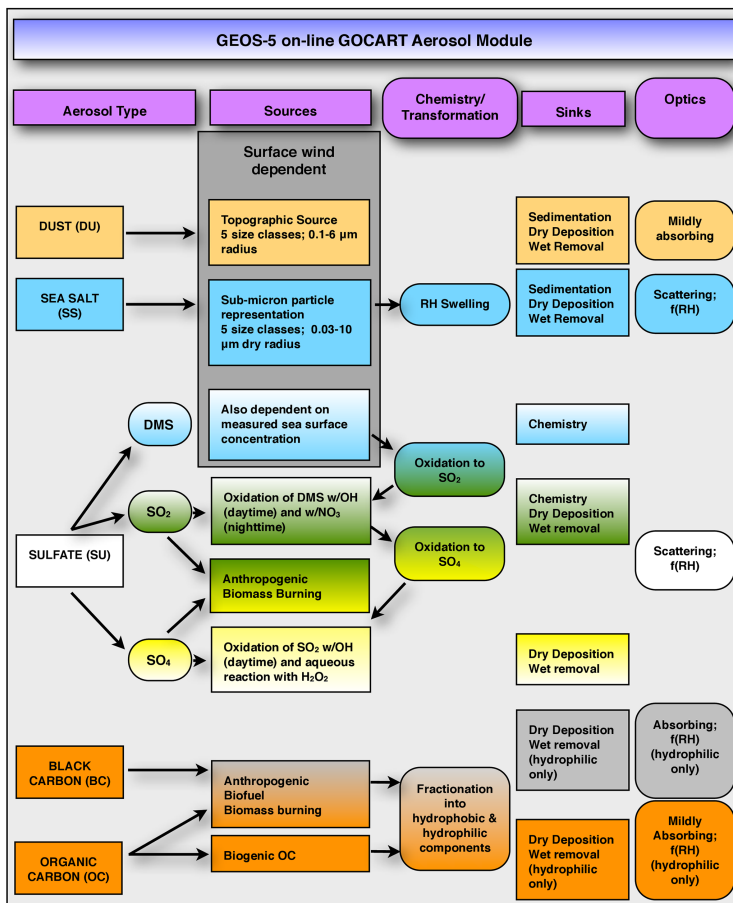 GEOS-5 on-line GOCART Aerosol Module
Aerosol Type
Sources
Chemistry/
Transformation
Sinks
Optics
Surface wind
dependent
DUST (DU)
Topographic Source
5 size classes; 0.1-6 µm
radius
Sedimentation
Dry Deposition
Wet Removal
Mildly
absorbing
SEA SALT
(SS)
Sub-micron particle
representation
5 size classes; 0.03-10
µm dry radius
RH Swelling
Sedimentation
Dry Deposition
Wet Removal
Scattering;
f(RH)
DMS
Also dependent on
measured sea surface
concentration
Chemistry
Oxidation to
SO₂
SO₂
Oxidation of DMS w/OH
(daytime) and w/NO₃
(nighttime)
Chemistry
Dry Deposition
Wet removal
SULFATE (SU)
Oxidation to
SO₄
Scattering;
f(RH)
Anthropogenic
Biomass Burning
SO₄
Oxidation of SO₂ w/OH
(daytime) and aqueous
reaction with H₂O₂
Dry Deposition
Wet removal
BLACK
CARBON (BC)
Anthropogenic
Biofuel
Biomass burning
Fractionation
into
hydrophobic &
hydrophilic
components
Dry Deposition
Wet removal
(hydrophilic
only)
Absorbing;
f(RH)
(hydrophilic
only)
ORGANIC
CARBON (OC)
Biogenic OC
Dry Deposition
Wet removal
(hydrophilic
only)
Mildly
Absorbing;
f(RH)
(hydrophilic
only)